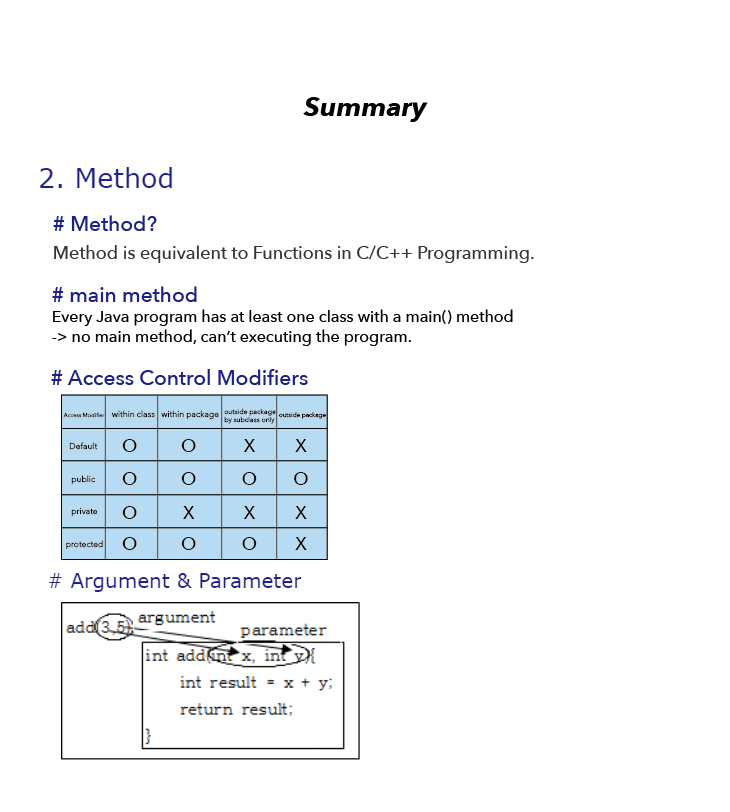 Summary
2. Method
# Method?
Method is equivalent to Functions in C/C++ Programming.
# main method
Every Java program has at least one class with a main() method
-> no main method, can’t executing the program.
# Access Control Modifiers
Access Modifier within class within package outside package by subclass only outside package
Default O O X X
public O O O O
private O X X X
protected O O O X
# Argument & Parameter
add(3,5); argument
parameter
int add(int x, int y){
int result = x + y;
return result;
}